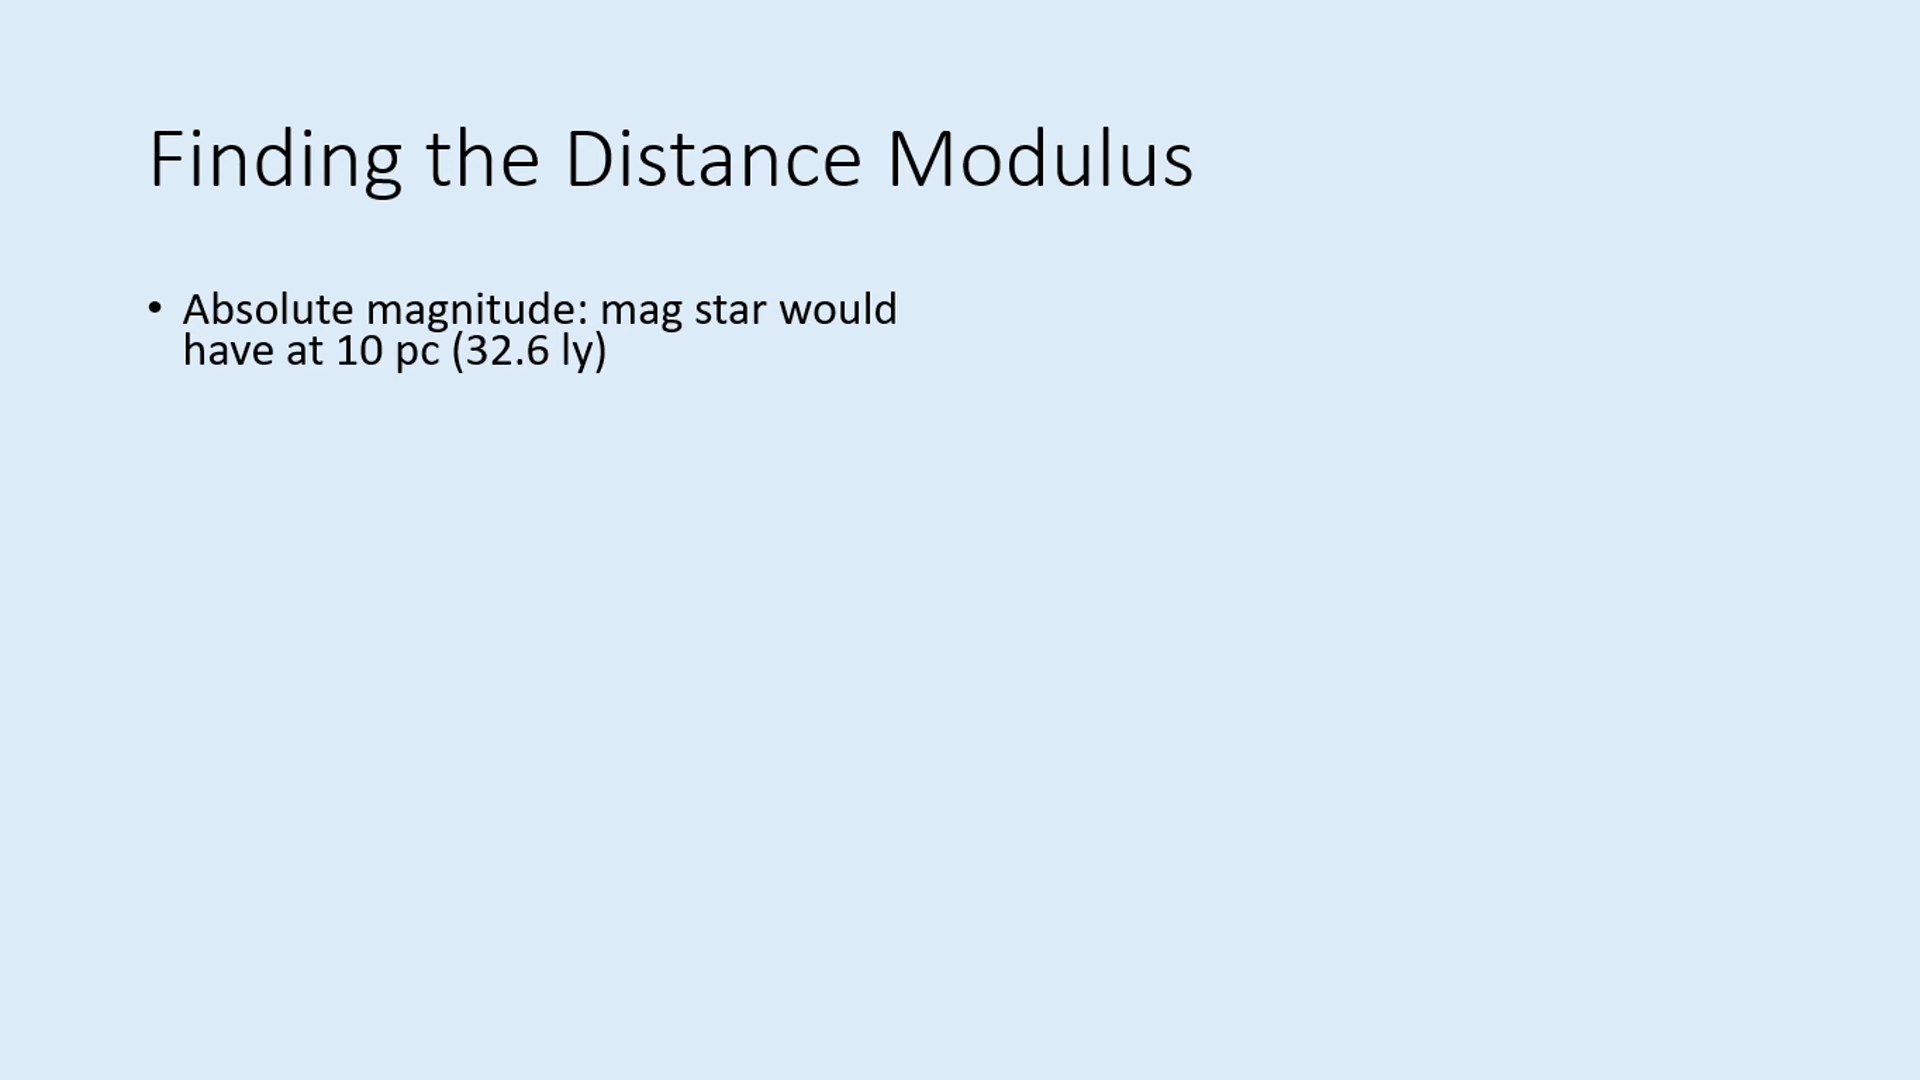 Finding the Distance Modulus
• Absolute magnitude: mag star would
have at 10 pc (32.6 ly)